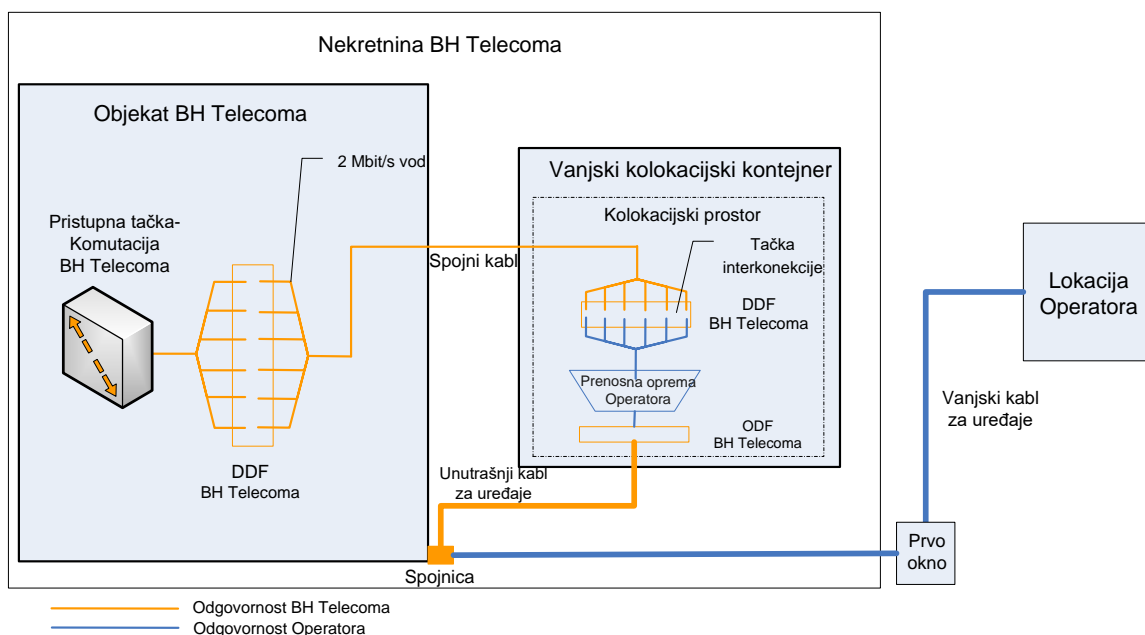 Nekretnina BH Telecoma
Objekat BH Telecoma
2 Mbit/s vod
Pristupna tačka-
Komutacija
BH Telecoma
DDF
BH Telecoma
Spojni kabl
Vanjski kolokacijski kontejner
Kolokacijski prostor
Tačka
interkonekcije
DDF
BH Telecoma
Prenosna oprema
Operatora
ODF
BH Telecoma
Unutrašnji kabl
za uređaje
Spojnica
Lokacija
Operatora
Vanjski kabl
za uređaje
Prvo
okno
Odgovornost BH Telecoma
Odgovornost Operatora